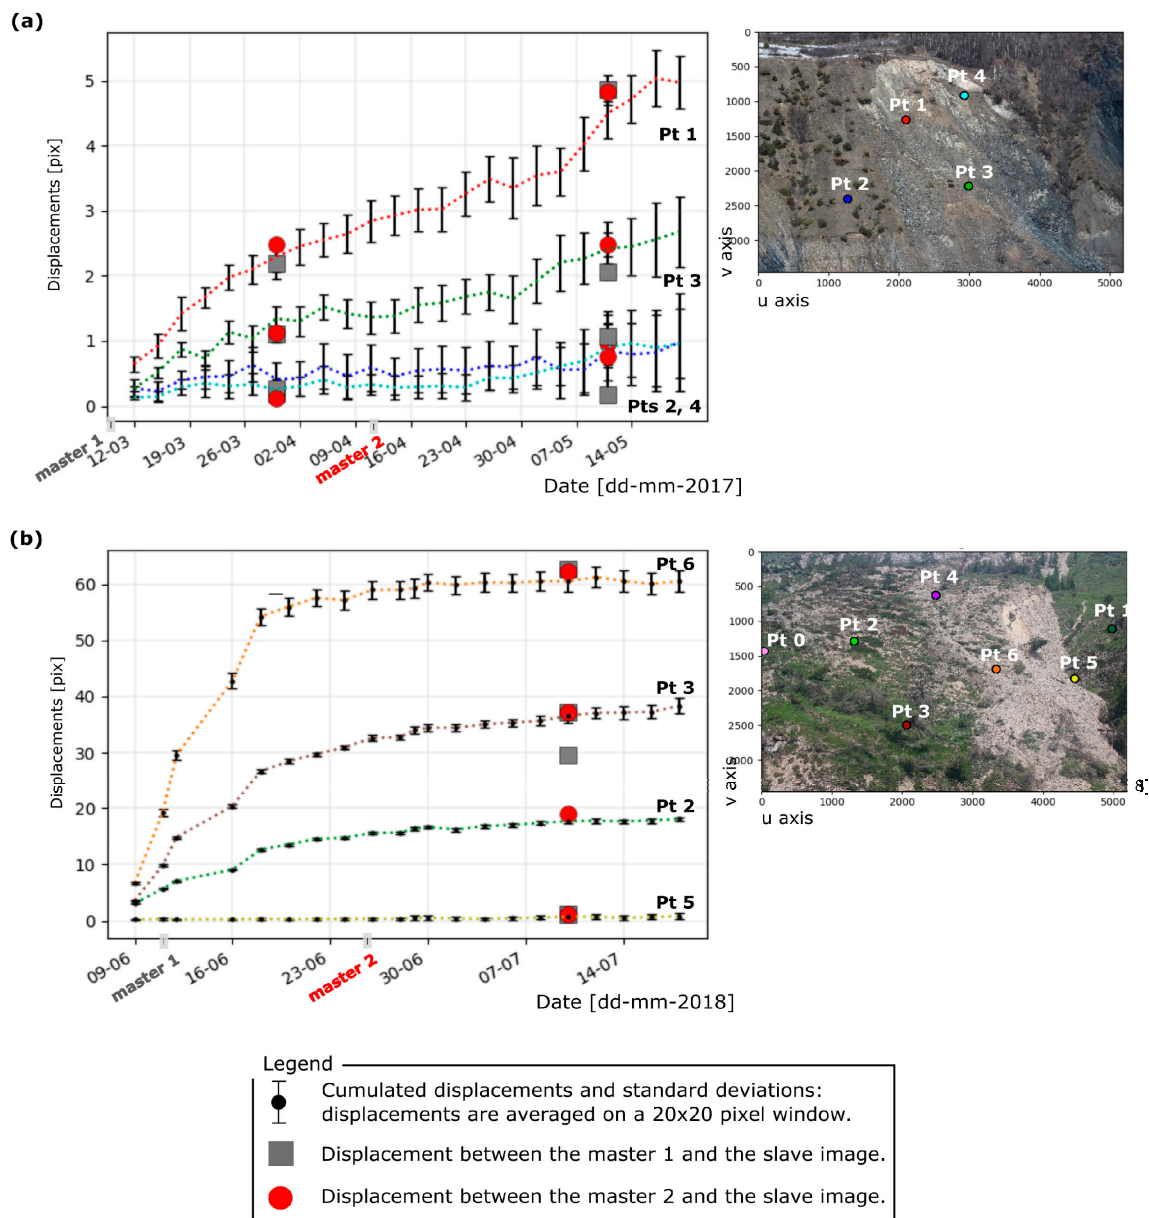 (a)
5
4
3
2
1
0
Displacements [pix]
Pt 1
Pt 3
Pts 2, 4
master 1
12-03
19-03
26-03
02-04
09-04
master 2
16-04
23-04
30-04
07-05
14-05
Date [dd-mm-2017]
0
500
1000
1500
2000
2500
3000
v axis
Pt 4
Pt 1
Pt 3
Pt 2
0 1000 2000 3000 4000 5000
u axis
(b)
60
50
40
30
20
10
0
Displacements [pix]
Pt 6
Pt 3
Pt 2
Pt 5
09-06
master 1
16-06
23-06
master 2
30-06
07-07
14-07
Date [dd-mm-2018]
0
500
1000
1500
2000
2500
3000
v axis
Pt 4
Pt 1
Pt 2
Pt 0
Pt 6
Pt 5
Pt 3
0 1000 2000 3000 4000 5000
u axis
Legend
Cumulated displacements and standard deviations:
displacements are averaged on a 20x20 pixel window.
Displacement between the master 1 and the slave image.
Displacement between the master 2 and the slave image.